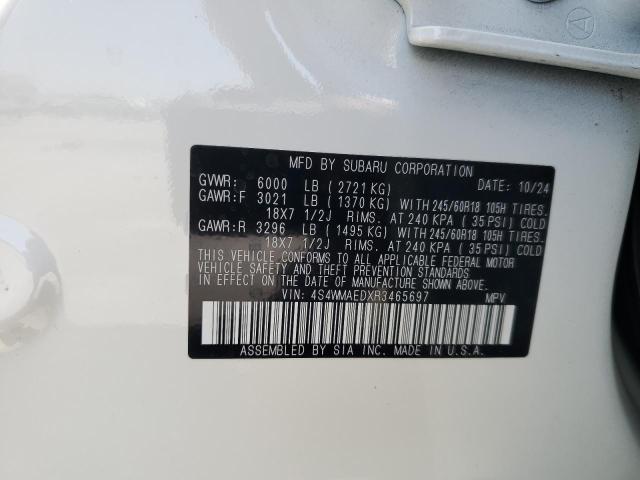 A
MFD BY SUBARU CORPORATION
GVWR: 6000 LB ( 2721 KG) DATE: 10/24
GAWR:F 3021 LB ( 1370 KG) WITH 245/60R18 105H TIRES.
18X7 1/2J RIMS. AT 240 KPA ( 35 PSI) COLD
GAWR:R 3296 LB ( 1495 KG) WITH 245/60R18 105H TIRES.
18X7 1/2J RIMS. AT 240 KPA ( 35 PSI) COLD
THIS VEHICLE CONFORMS TO ALL APPLICABLE FEDERAL MOTOR
VEHICLE SAFETY AND THEFT PREVENTION STANDARDS
IN EFFECT ON THE DATE OF MANUFACTURE SHOWN ABOVE.
VIN: 4S4WMAEDXR3465697 MPV
ASSEMBLED BY SIA INC. MADE IN U.S.A.